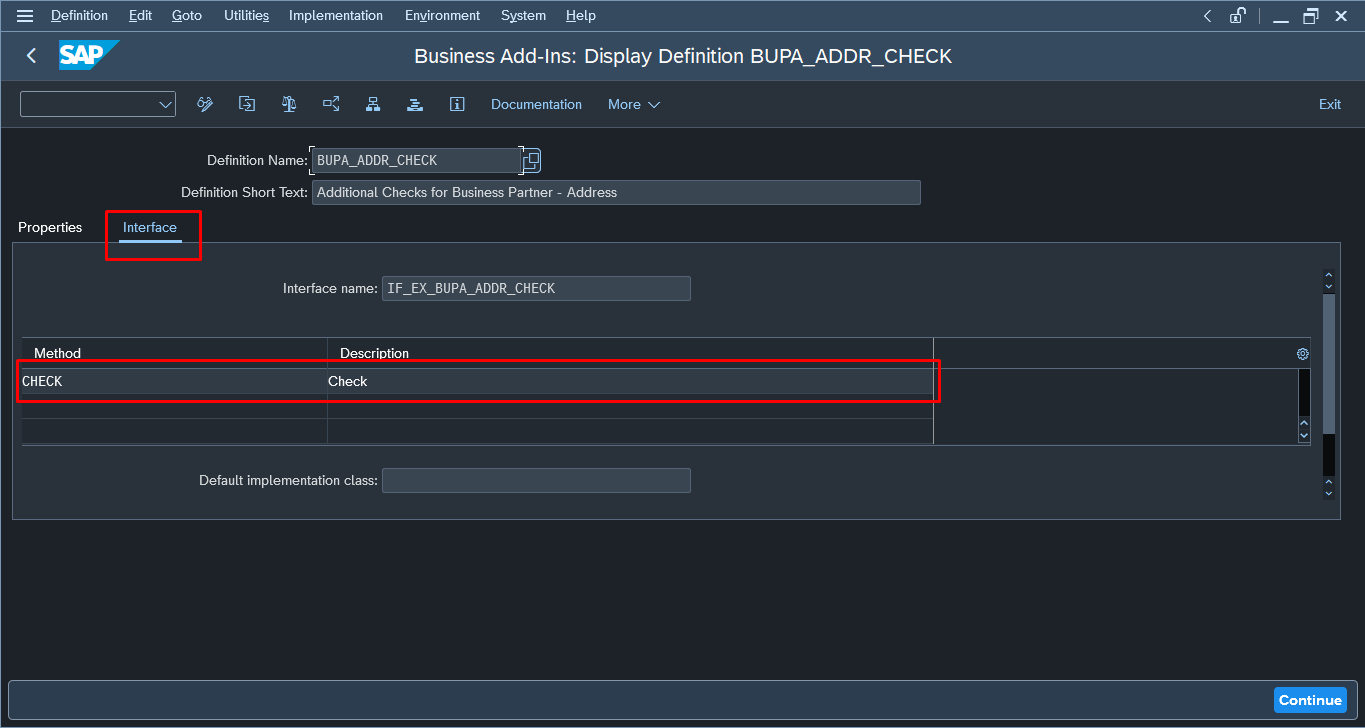 Definition Edit Goto Utilities Implementation Environment System Help
SAP Business Add-Ins: Display Definition BUPA_ADDR_CHECK
Documentation More Exit
Definition Name: BUPA_ADDR_CHECK
Definition Short Text: Additional Checks for Business Partner - Address
Properties Interface
Interface name: IF_EX_BUPA_ADDR_CHECK
Method Description
CHECK Check
Default implementation class:
Continue